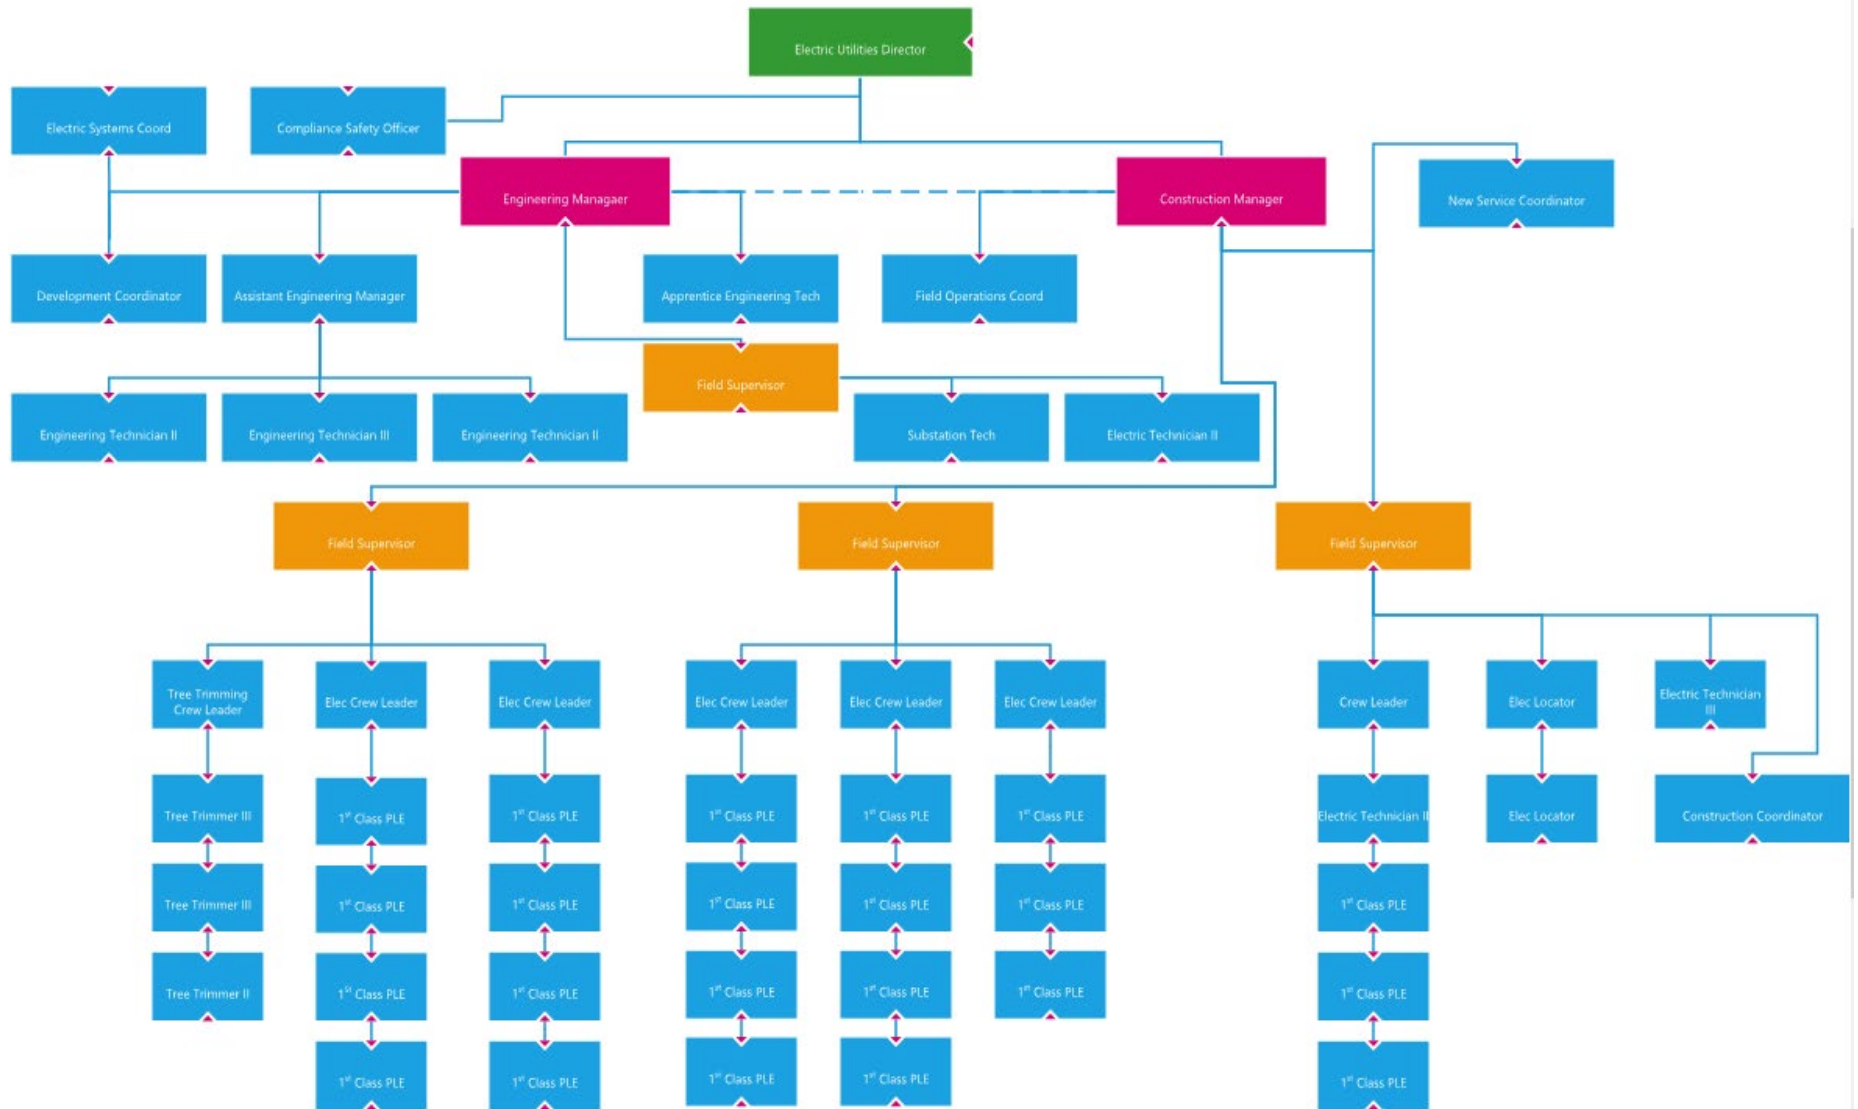 Electric Utilities Director
Electric Systems Coord
Compliance Safety Officer
Engineering Managaer
Construction Manager
New Service Coordinator
Development Coordinator
Assistant Engineering Manager
Apprentice Engineering Tech
Field Operations Coord
Field Supervisor
Engineering Technician II
Engineering Technician III
Engineering Technician II
Substation Tech
Electric Technician II
Field Supervisor
Field Supervisor
Field Supervisor
Tree Trimming
Crew Leader
Elec Crew Leader
Elec Crew Leader
Elec Crew Leader
Elec Crew Leader
Elec Crew Leader
Crew Leader
Elec Locator
Electric Technician
III
Tree Trimmer III
1st Class PLE
1st Class PLE
1st Class PLE
1st Class PLE
1st Class PLE
Electric Technician II
Elec Locator
Construction Coordinator
Tree Trimmer III
1st Class PLE
1st Class PLE
1st Class PLE
1st Class PLE
1st Class PLE
1st Class PLE
Tree Trimmer II
1st Class PLE
1st Class PLE
1st Class PLE
1st Class PLE
1st Class PLE
1st Class PLE
1st Class PLE
1st Class PLE
1st Class PLE
1st Class PLE
1st Class PLE